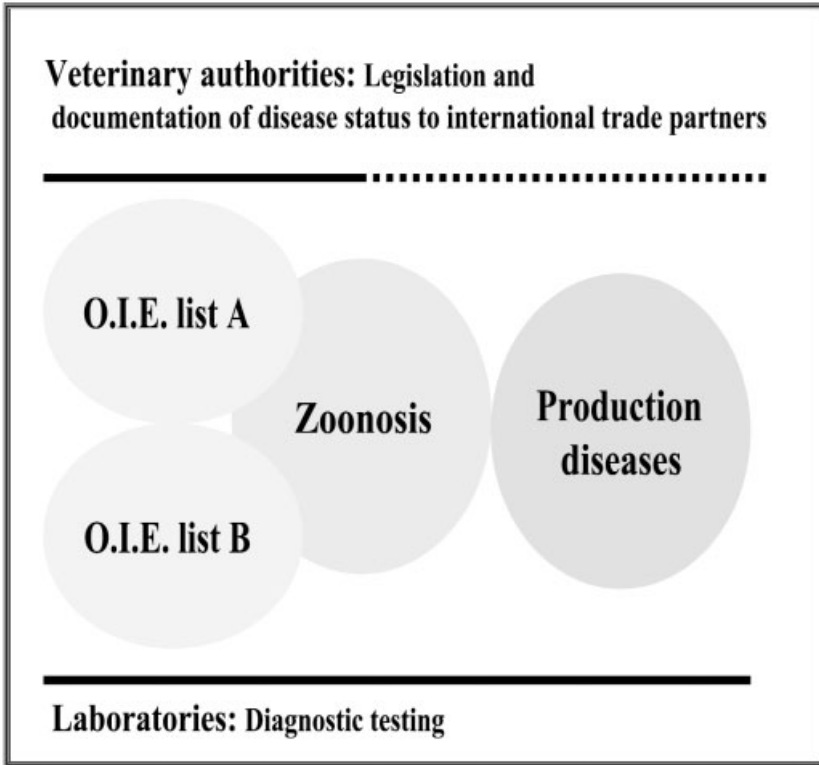 Veterinary authorities: Legislation and
documentation of disease status to international trade partners
O.I.E. list A
Zoonosis
Production
diseases
O.I.E. list B
Laboratories: Diagnostic testing